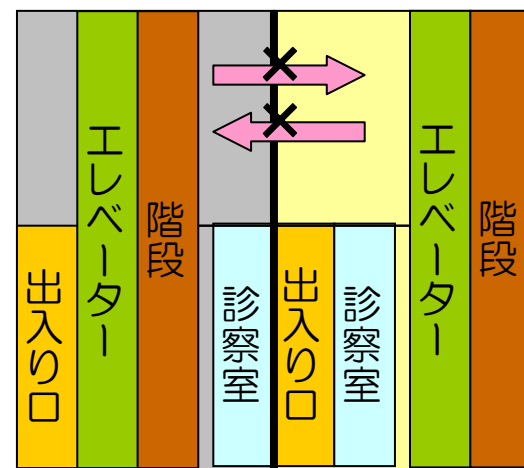 出入り口
エレベーター
階段
診察室
出入り口
診察室
エレベーター
階段